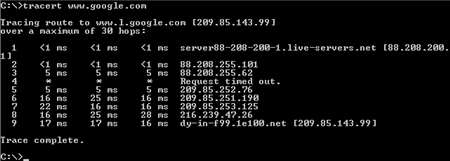 C:\>tracert www.google.com
Tracing route to www.l.google.com [209.85.143.99]
over a maximum of 30 hops:
1 <1 ms <1 ms <1 ms server88-208-200-1.live-servers.net [88.208.200.
1]
2 <1 ms <1 ms <1 ms 88.208.255.101
3 5 ms 5 ms 5 ms 88.208.255.62
4 * * * Request timed out.
5 5 ms 5 ms 5 ms 209.85.252.76
6 16 ms 25 ms 16 ms 209.85.251.190
7 22 ms 16 ms 16 ms 209.85.253.125
8 16 ms 25 ms 28 ms 216.239.47.26
9 17 ms 17 ms 16 ms dy-in-f99.1e100.net [209.85.143.99]
Trace complete.
C:\>_